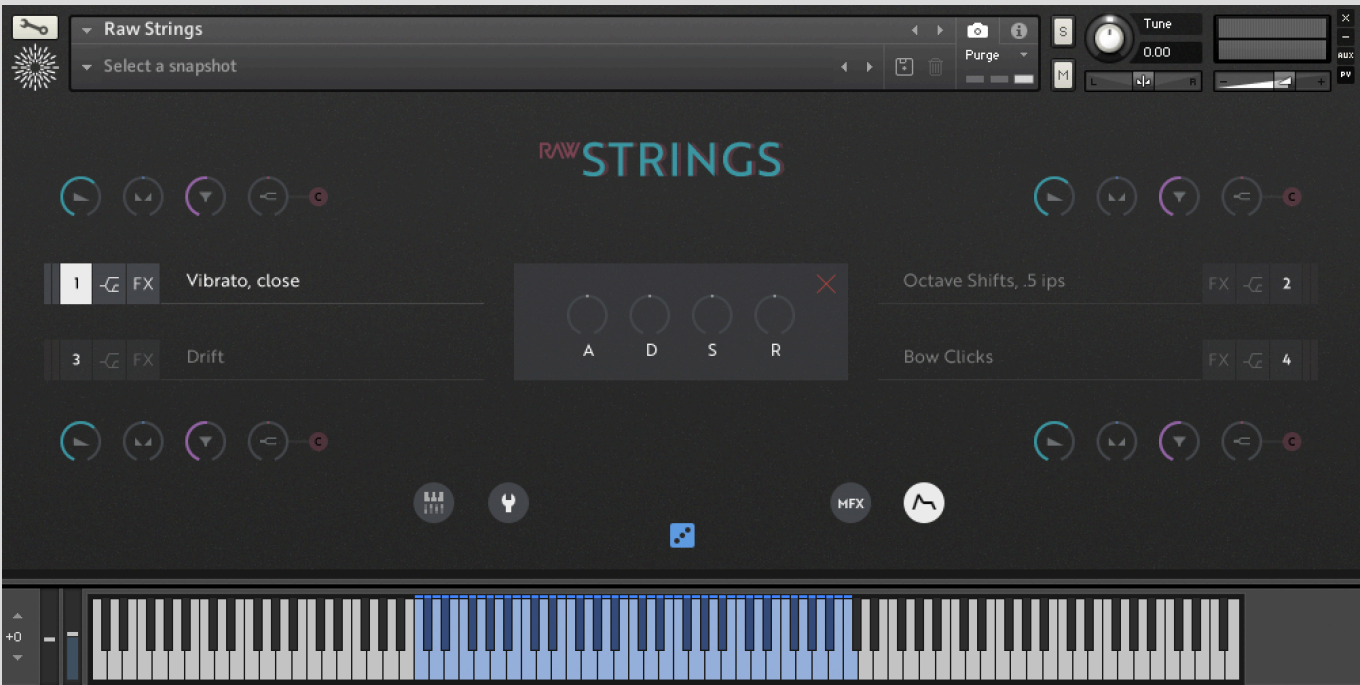 Raw Strings
Select a snapshot
Purge
S
M
Tune
0.00
L R
- +
AUX
PV
RAW STRINGS
C
C
1 FX Vibrato, close
Octave Shifts, .5 ips FX 2
A D S R
3 FX Drift
Bow Clicks FX 4
C
C
MFX
+0